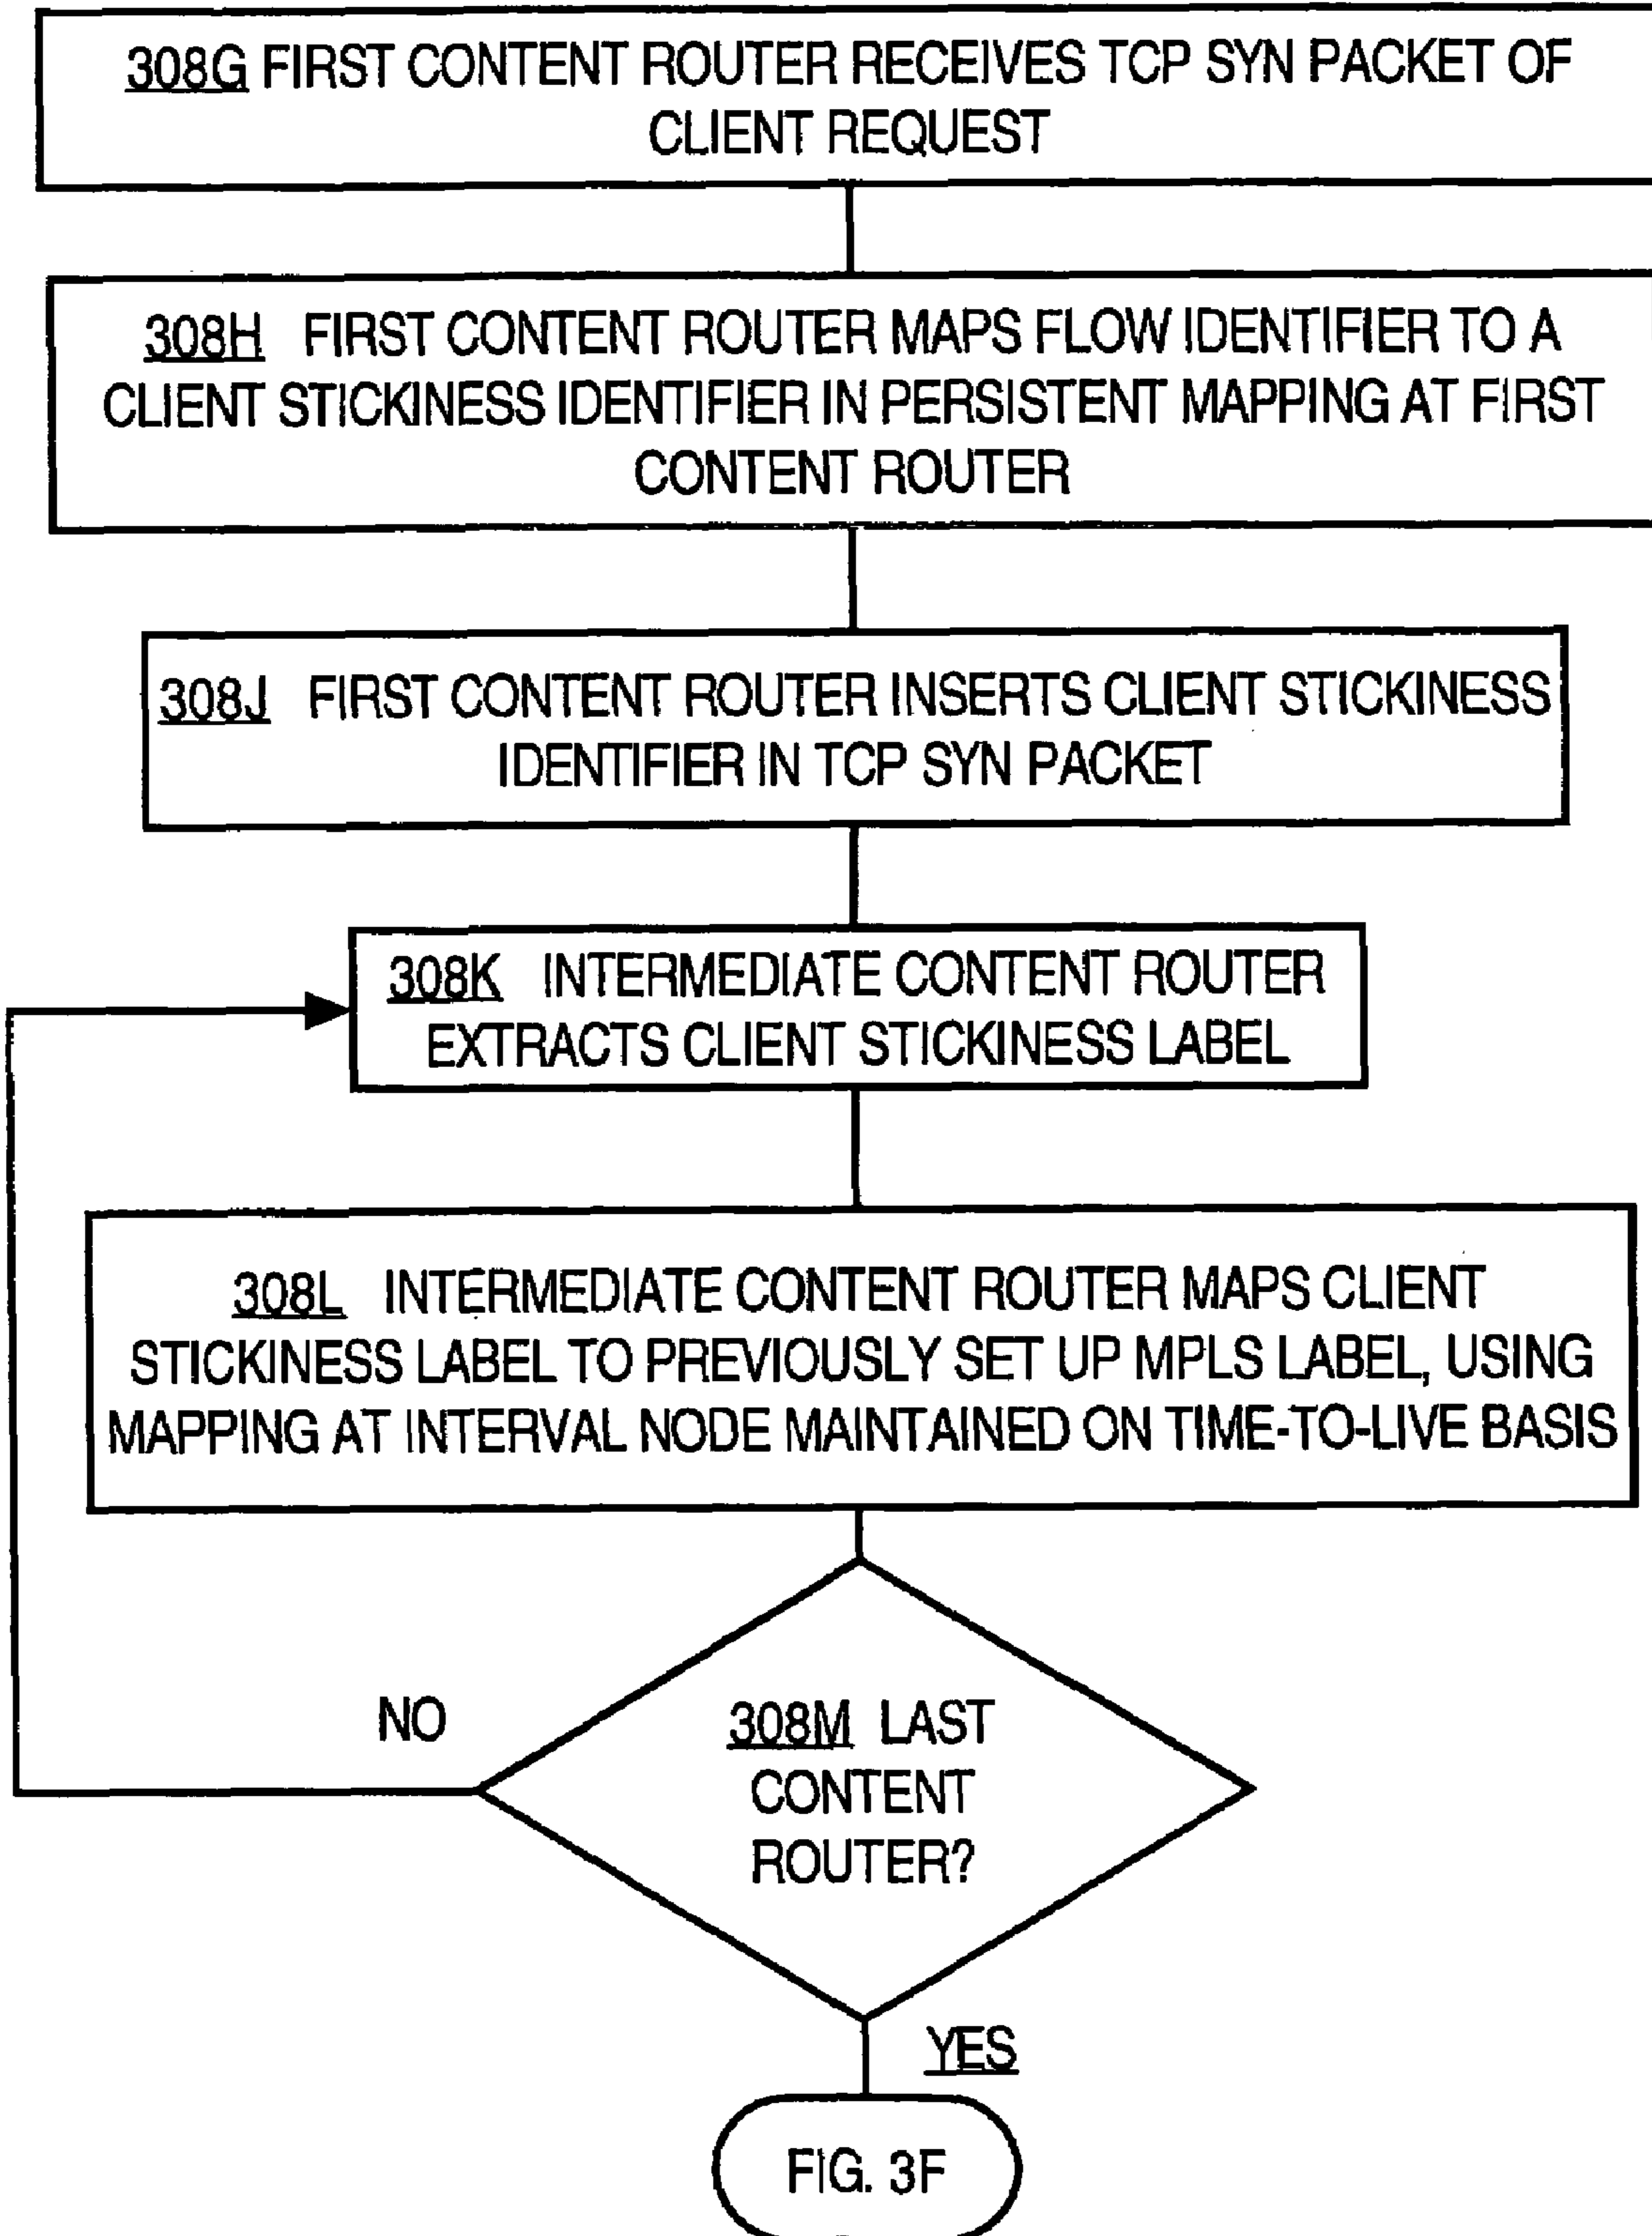 308G FIRST CONTENT ROUTER RECEIVES TCP SYN PACKET OF
CLIENT REQUEST
308H FIRST CONTENT ROUTER MAPS FLOW IDENTIFIER TO A
CLIENT STICKINESS IDENTIFIER IN PERSISTENT MAPPING AT FIRST
CONTENT ROUTER
308J FIRST CONTENT ROUTER INSERTS CLIENT STICKINESS
IDENTIFIER IN TCP SYN PACKET
308K INTERMEDIATE CONTENT ROUTER
EXTRACTS CLIENT STICKINESS LABEL
308L INTERMEDIATE CONTENT ROUTER MAPS CLIENT
STICKINESS LABEL TO PREVIOUSLY SET UP MPLS LABEL, USING
MAPPING AT INTERVAL NODE MAINTAINED ON TIME-TO-LIVE BASIS
NO
308M LAST
CONTENT
ROUTER?
YES
FIG. 3F